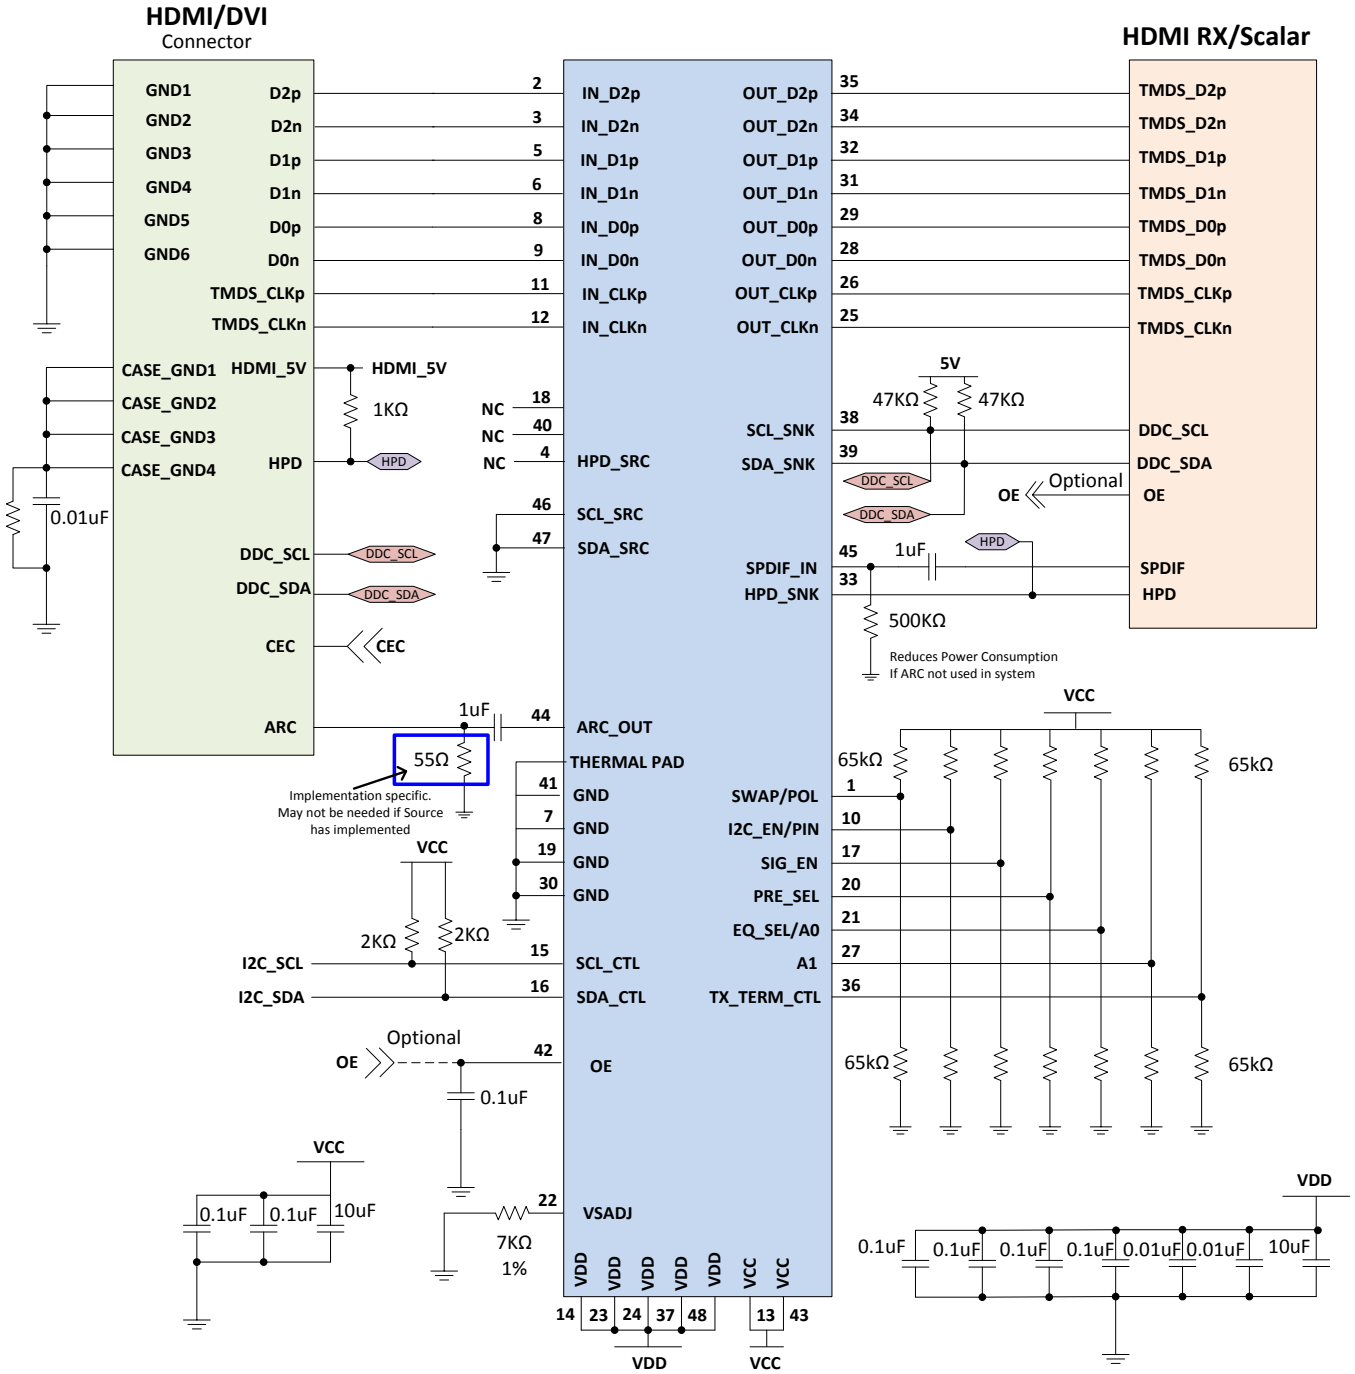 HDMI/DVI
Connector
HDMI RX/Scalar
GND1
GND2
GND3
GND4
GND5
GND6
CASE_GND1
CASE_GND2
CASE_GND3
CASE_GND4
0.01uF
D2p
D2n
D1p
D1n
D0p
D0n
TMDS_CLKp
TMDS_CLKn
HDMI_5V
HPD
DDC_SCL
DDC_SDA
CEC
ARC
HDMI_5V
1KΩ
HPD
DDC_SCL
DDC_SDA
CEC
1uF
55Ω
Implementation specific.
May not be needed if Source
has implemented
VCC
2KΩ
2KΩ
I2C_SCL
I2C_SDA
Optional
OE
0.1uF
VCC
0.1uF
0.1uF
10uF
7KΩ
1%
2
3
5
6
8
9
11
12
NC 18
NC 40
NC 4
46
47
44
41
7
19
30
15
16
42
22
IN_D2p
IN_D2n
IN_D1p
IN_D1n
IN_D0p
IN_D0n
IN_CLKp
IN_CLKn
HPD_SRC
SCL_SRC
SDA_SRC
ARC_OUT
THERMAL PAD
GND
GND
GND
GND
SCL_CTL
SDA_CTL
OE
VSADJ
VDD
VDD
VDD
VDD
VDD
VCC
VCC
14
23
24
37
48
13
43
VDD
VCC
OUT_D2p
OUT_D2n
OUT_D1p
OUT_D1n
OUT_D0p
OUT_D0n
OUT_CLKp
OUT_CLKn
SCL_SNK
SDA_SNK
SPDIF_IN
HPD_SNK
SWAP/POL
I2C_EN/PIN
SIG_EN
PRE_SEL
EQ_SEL/A0
A1
TX_TERM_CTL
35
34
32
31
29
28
26
25
38
39
45
33
1
10
17
20
21
27
36
5V
47KΩ
47KΩ
DDC_SCL
DDC_SDA
OE
Optional
HPD
1uF
500KΩ
Reduces Power Consumption
If ARC not used in system
TMDS_D2p
TMDS_D2n
TMDS_D1p
TMDS_D1n
TMDS_D0p
TMDS_D0n
TMDS_CLKp
TMDS_CLKn
DDC_SCL
DDC_SDA
OE
SPDIF
HPD
VCC
65kΩ
65kΩ
65kΩ
65kΩ
VDD
0.1uF
0.1uF
0.1uF
0.1uF
0.01uF
0.01uF
10uF